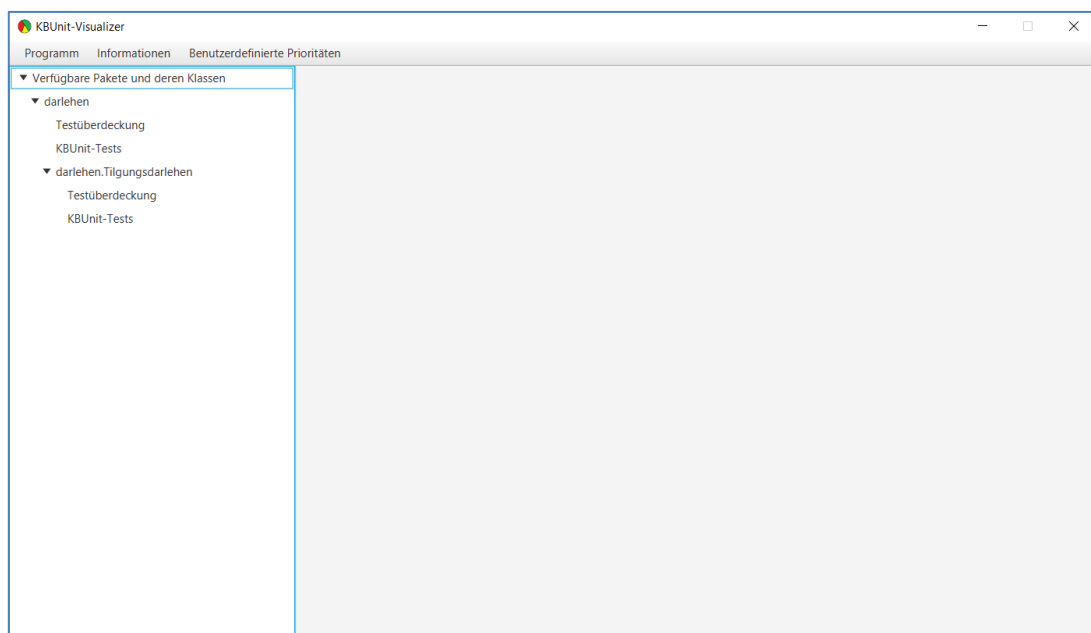 KBUnit-Visualizer
Programm Informationen Benutzerdefinierte Prioritäten
Verfügbare Pakete und deren Klassen
darlehen
Testüberdeckung
KBUnit-Tests
darlehen.Tilgungsdarlehen
Testüberdeckung
KBUnit-Tests